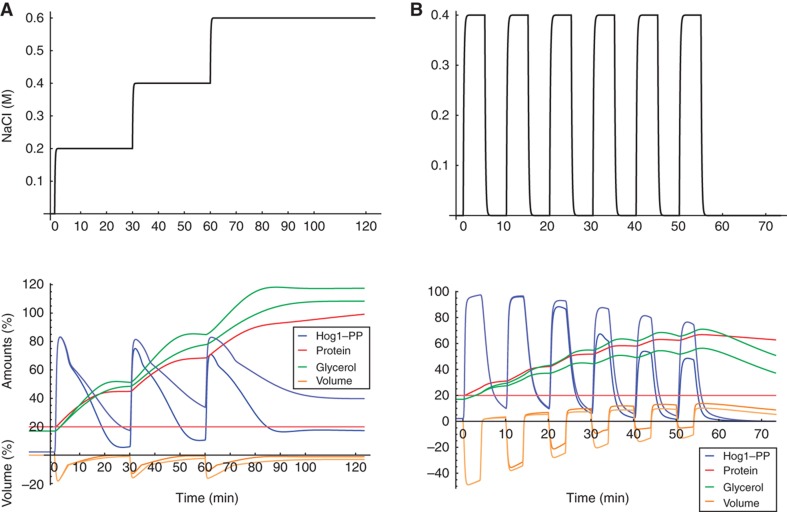 A
NaCl (M)
0.6
0.5
0.4
0.3
0.2
0.1
0 10 20 30 40 50 60 70 80 90 100 120
B
0.4
0.3
0.2
0.1
0 10 20 30 40 50 60 70
Amounts (%)
Volume (%)
120
100
80
60
40
20
0 10 20 30 40 50 60 70 80 90 100 120
−20
Time (min)
Hog1–PP
Protein
Glycerol
Volume
100
80
60
40
20
0
0 10 20 30 40 50 60 70
−20
−40
Time (min)
Hog1–PP
Protein
Glycerol
Volume